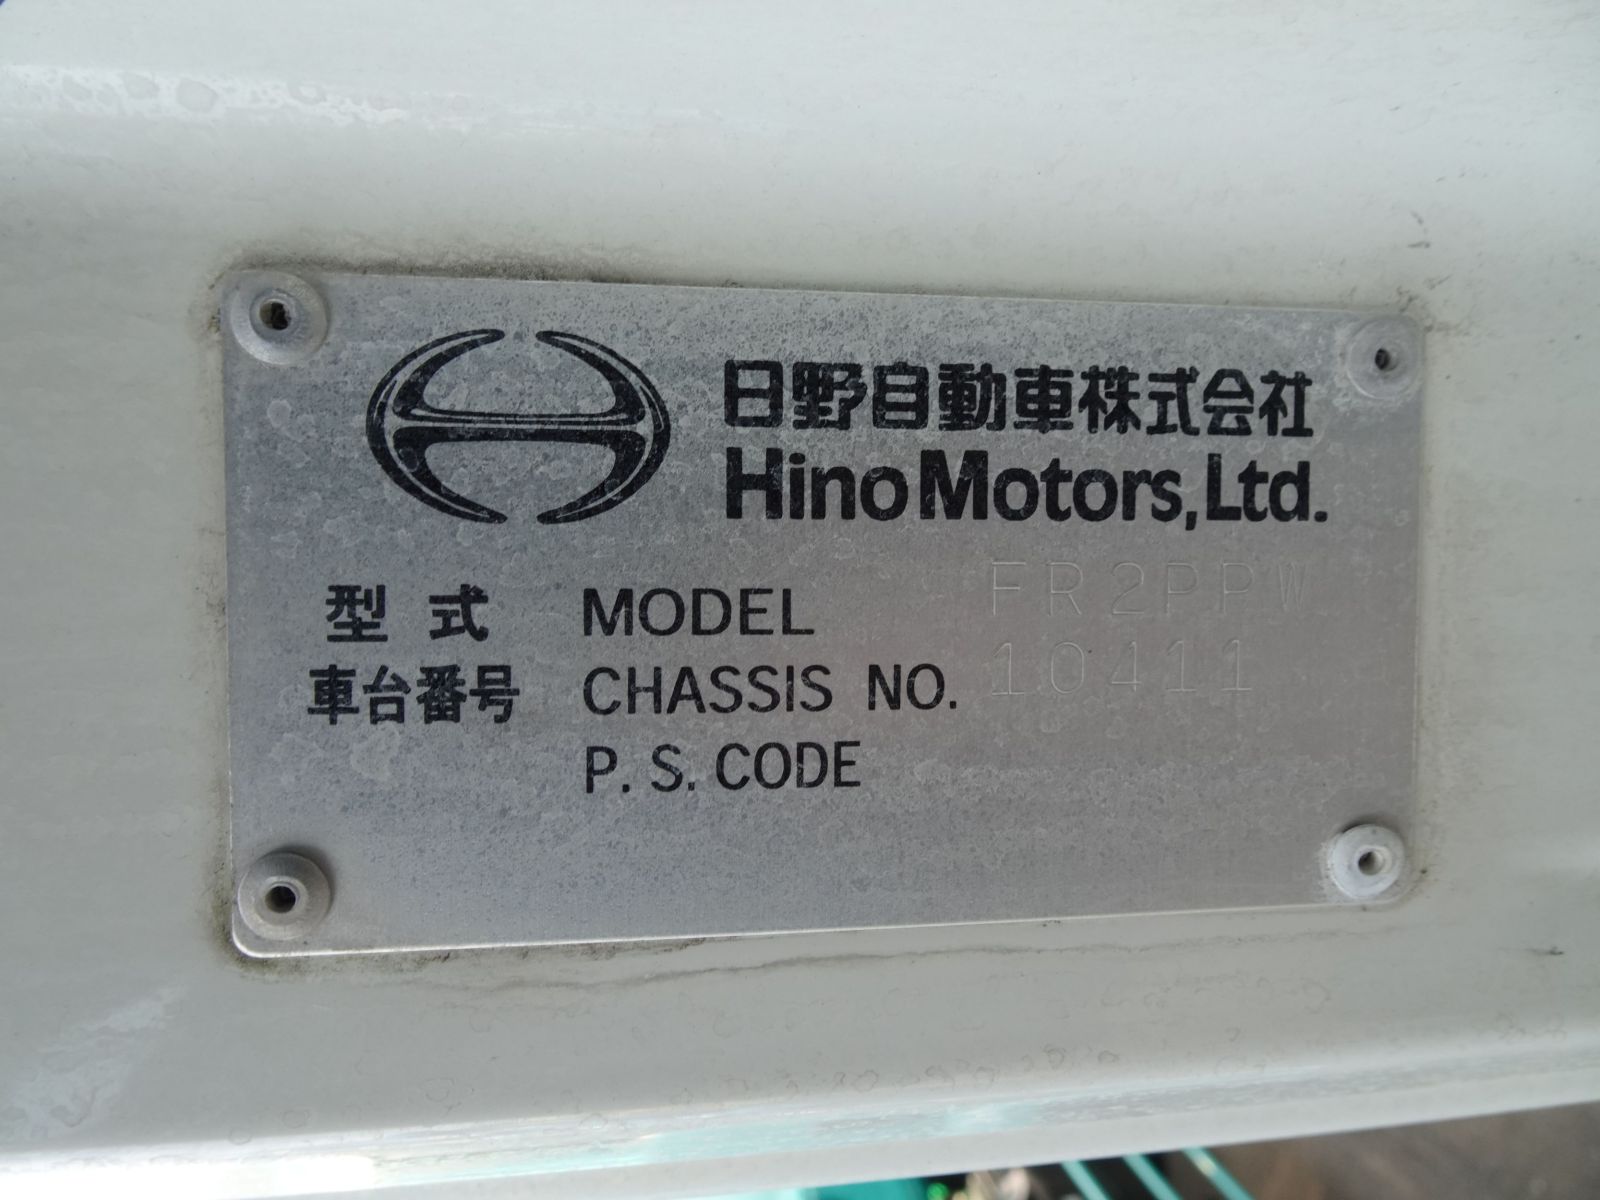 日野自動車株式会社
Hino Motors, Ltd.
型式 MODEL FR2PPW
車台番号 CHASSIS NO. 10411
P. S. CODE